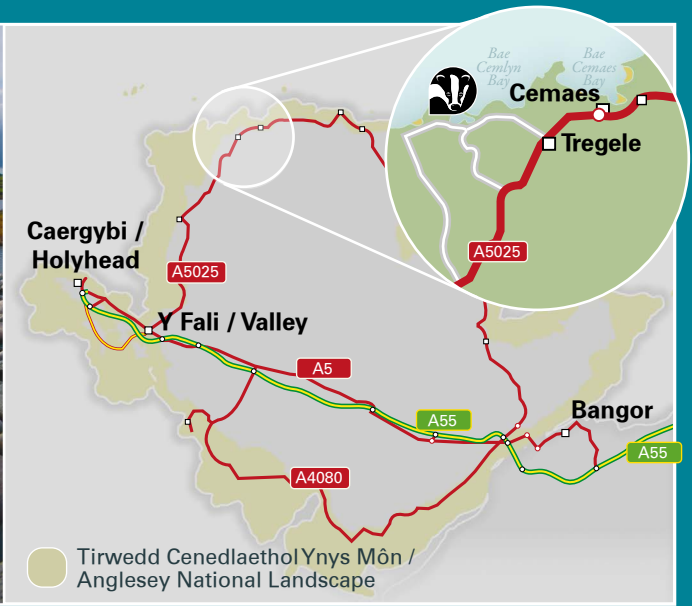 Bae
Cemlyn
Bay
Bae
Cemaes
Bay
Cemaes
Tregele
A5025
Caergybi /
Holyhead
A5025
Y Fali / Valley
A5
A55
Bangor
A55
A4080
Tirwedd Cenedlaethol Ynys Môn /
Anglesey National Landscape